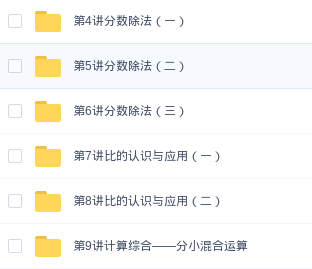 第4讲分数除法（一）
第5讲分数除法（二）
第6讲分数除法（三）
第7讲比的认识与应用（一）
第8讲比的认识与应用（二）
第9讲计算综合——分小混合运算